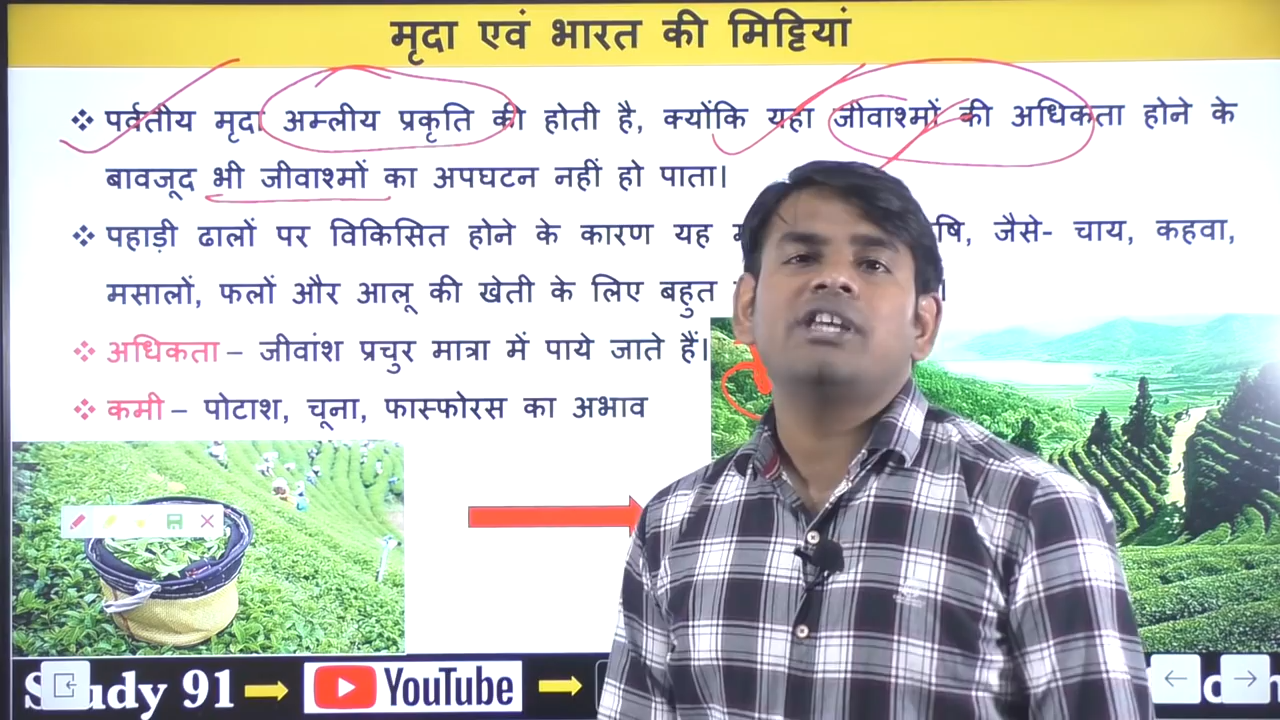 मृदा एवं भारत की मिट्टियां
❖ पर्वतीय मृदा अम्लीय प्रकृति की होती है, क्योंकि यहा जीवाश्मों की अधिकता होने के
बावजूद भी जीवाश्मों का अपघटन नहीं हो पाता।
❖ पहाड़ी ढालों पर विकिसित होने के कारण यह जैसे- चाय, कहवा,
मसालों, फलों और आलू की खेती के लिए बहुत
❖ अधिकता – जीवांश प्रचुर मात्रा में पाये जाते हैं।
❖ कमी – पोटाश, चूना, फास्फोरस का अभाव
Study 91 YouTube